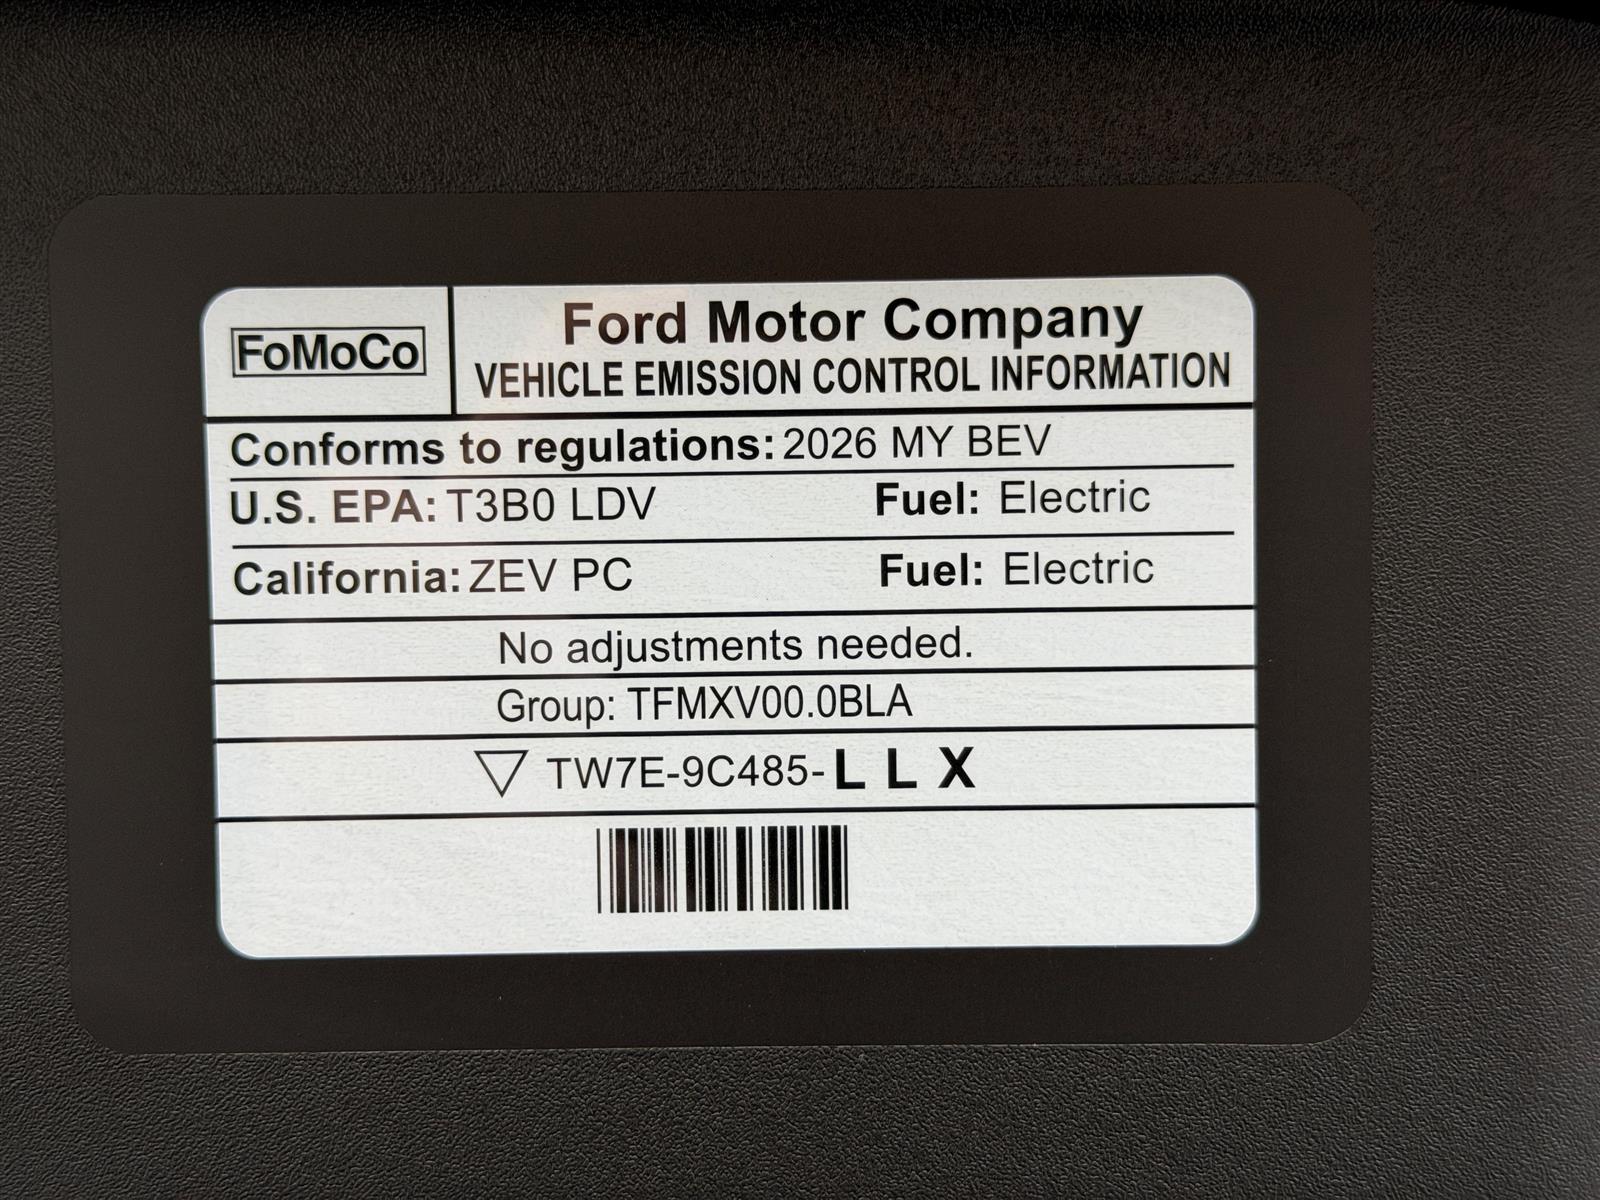 FoMoCo
Ford Motor Company
VEHICLE EMISSION CONTROL INFORMATION
Conforms to regulations: 2026 MY BEV
U.S. EPA: T3B0 LDV Fuel: Electric
California: ZEV PC Fuel: Electric
No adjustments needed.
Group: TFMXV00.0BLA
TW7E-9C485-L L X